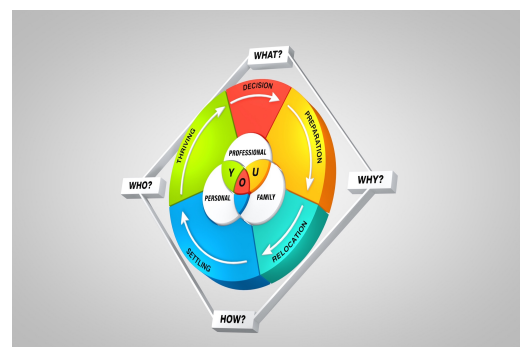 WHAT?
DECISION
THRIVING
PREPARATION
PROFESSIONAL
Y O U
WHO?
WHY?
PERSONAL
FAMILY
SETTLING
RELOCATION
HOW?